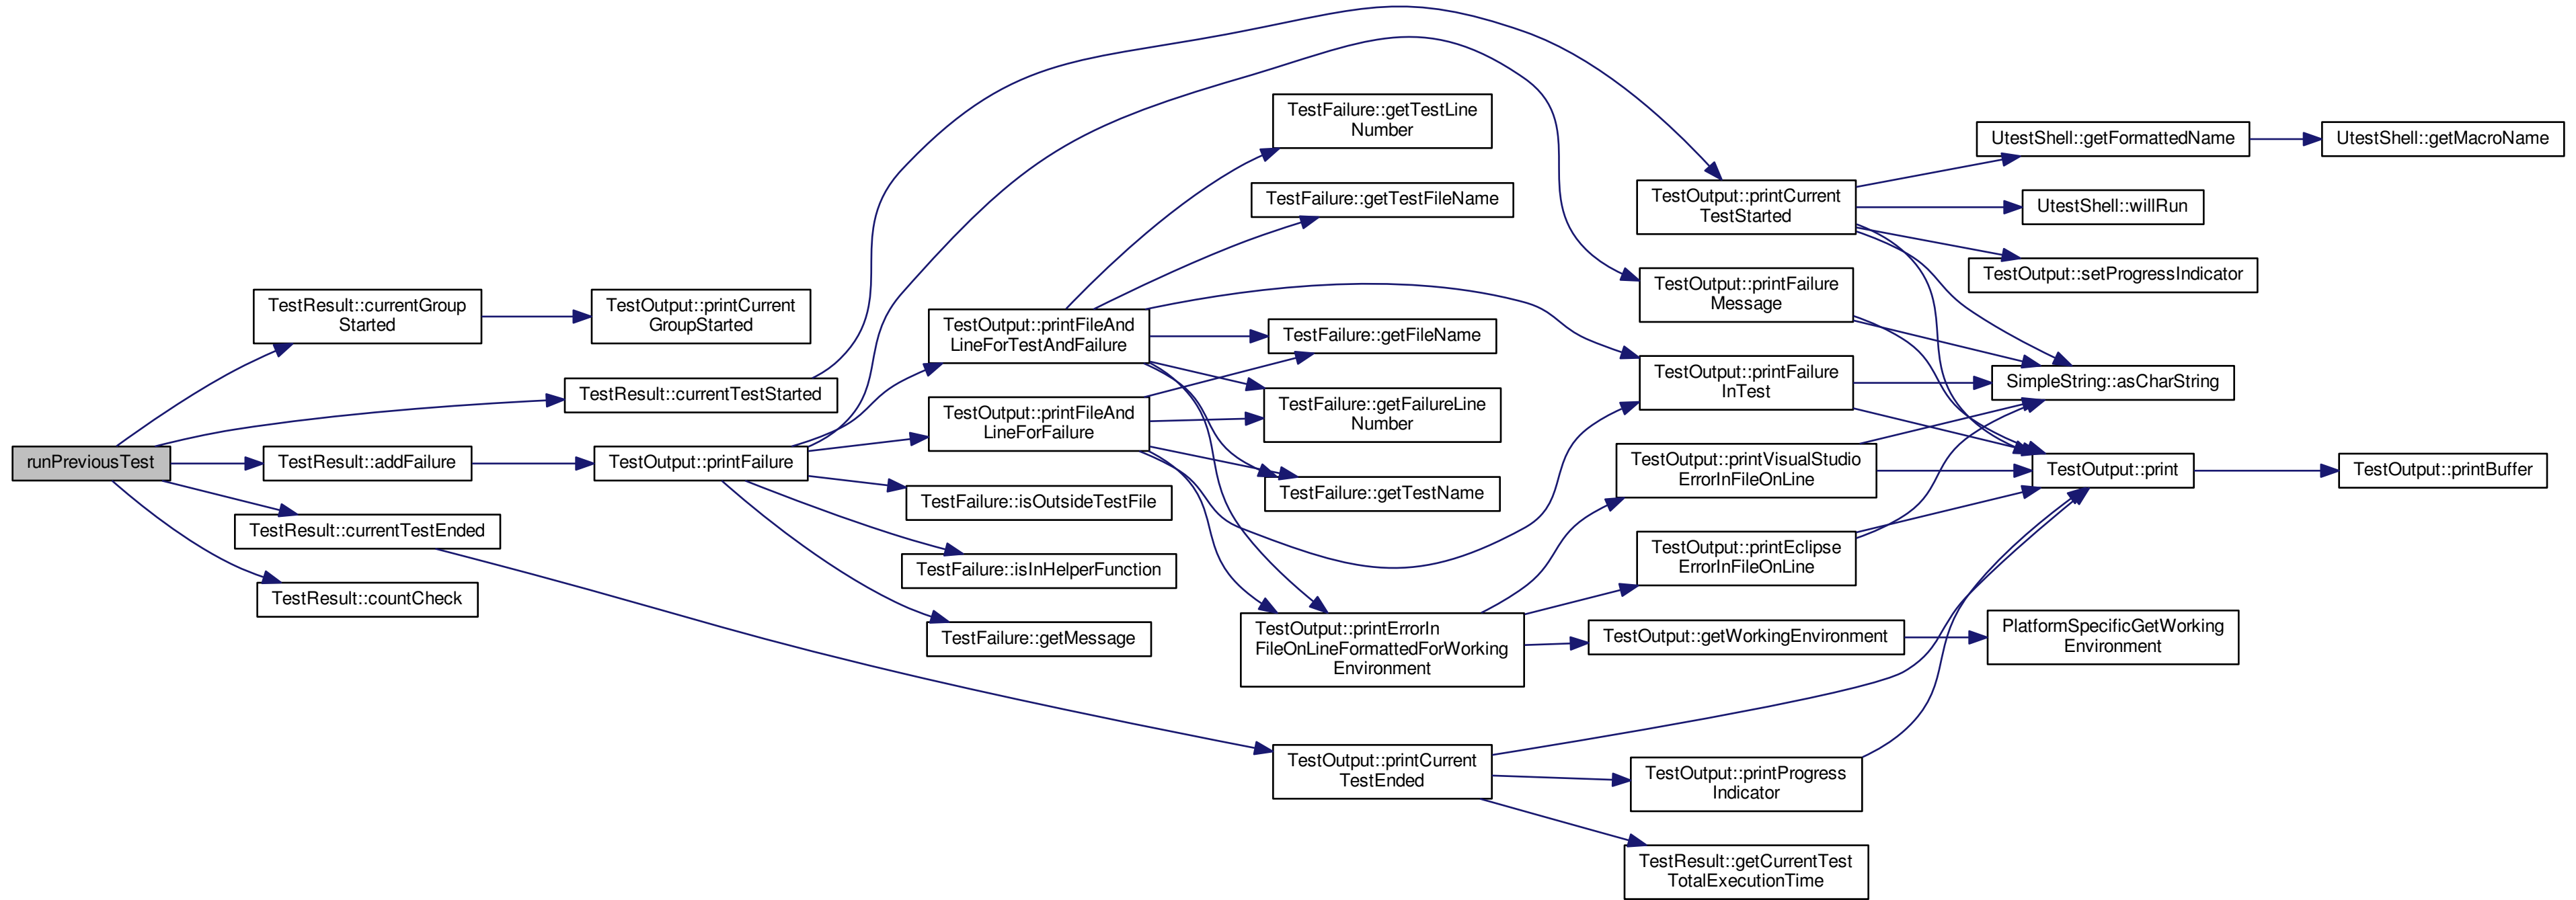 runPreviousTest
TestResult::currentGroup
Started
TestOutput::printCurrent
GroupStarted
TestResult::currentTestStarted
TestResult::addFailure
TestOutput::printFailure
TestResult::currentTestEnded
TestResult::countCheck
TestOutput::printFileAnd
LineForTestAndFailure
TestOutput::printFileAnd
LineForFailure
TestFailure::isOutsideTestFile
TestFailure::isInHelperFunction
TestFailure::getMessage
TestFailure::getTestLine
Number
TestFailure::getTestFileName
TestFailure::getFileName
TestFailure::getFailureLine
Number
TestFailure::getTestName
TestOutput::printErrorIn
FileOnLineFormattedForWorking
Environment
TestOutput::printCurrent
TestEnded
TestOutput::printCurrent
TestStarted
TestOutput::printFailure
Message
TestOutput::printFailure
InTest
TestOutput::printVisualStudio
ErrorInFileOnLine
TestOutput::printEclipse
ErrorInFileOnLine
TestOutput::getWorkingEnvironment
TestOutput::printProgress
Indicator
TestResult::getCurrentTest
TotalExecutionTime
UtestShell::getFormattedName
UtestShell::willRun
TestOutput::setProgressIndicator
SimpleString::asCharString
TestOutput::print
PlatformSpecificGetWorking
Environment
UtestShell::getMacroName
TestOutput::printBuffer